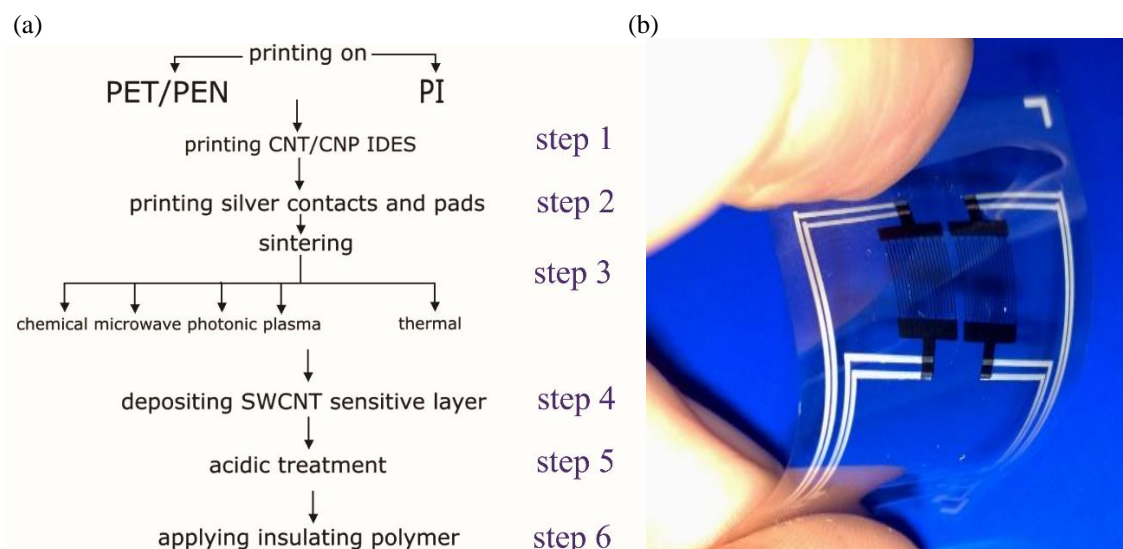 (a)
(b)
printing on
PET/PEN PI
printing CNT/CNP IDES step 1
printing silver contacts and pads step 2
sintering
step 3
chemical microwave photonic plasma thermal
depositing SWCNT sensitive layer step 4
acidic treatment step 5
applying insulating polymer step 6